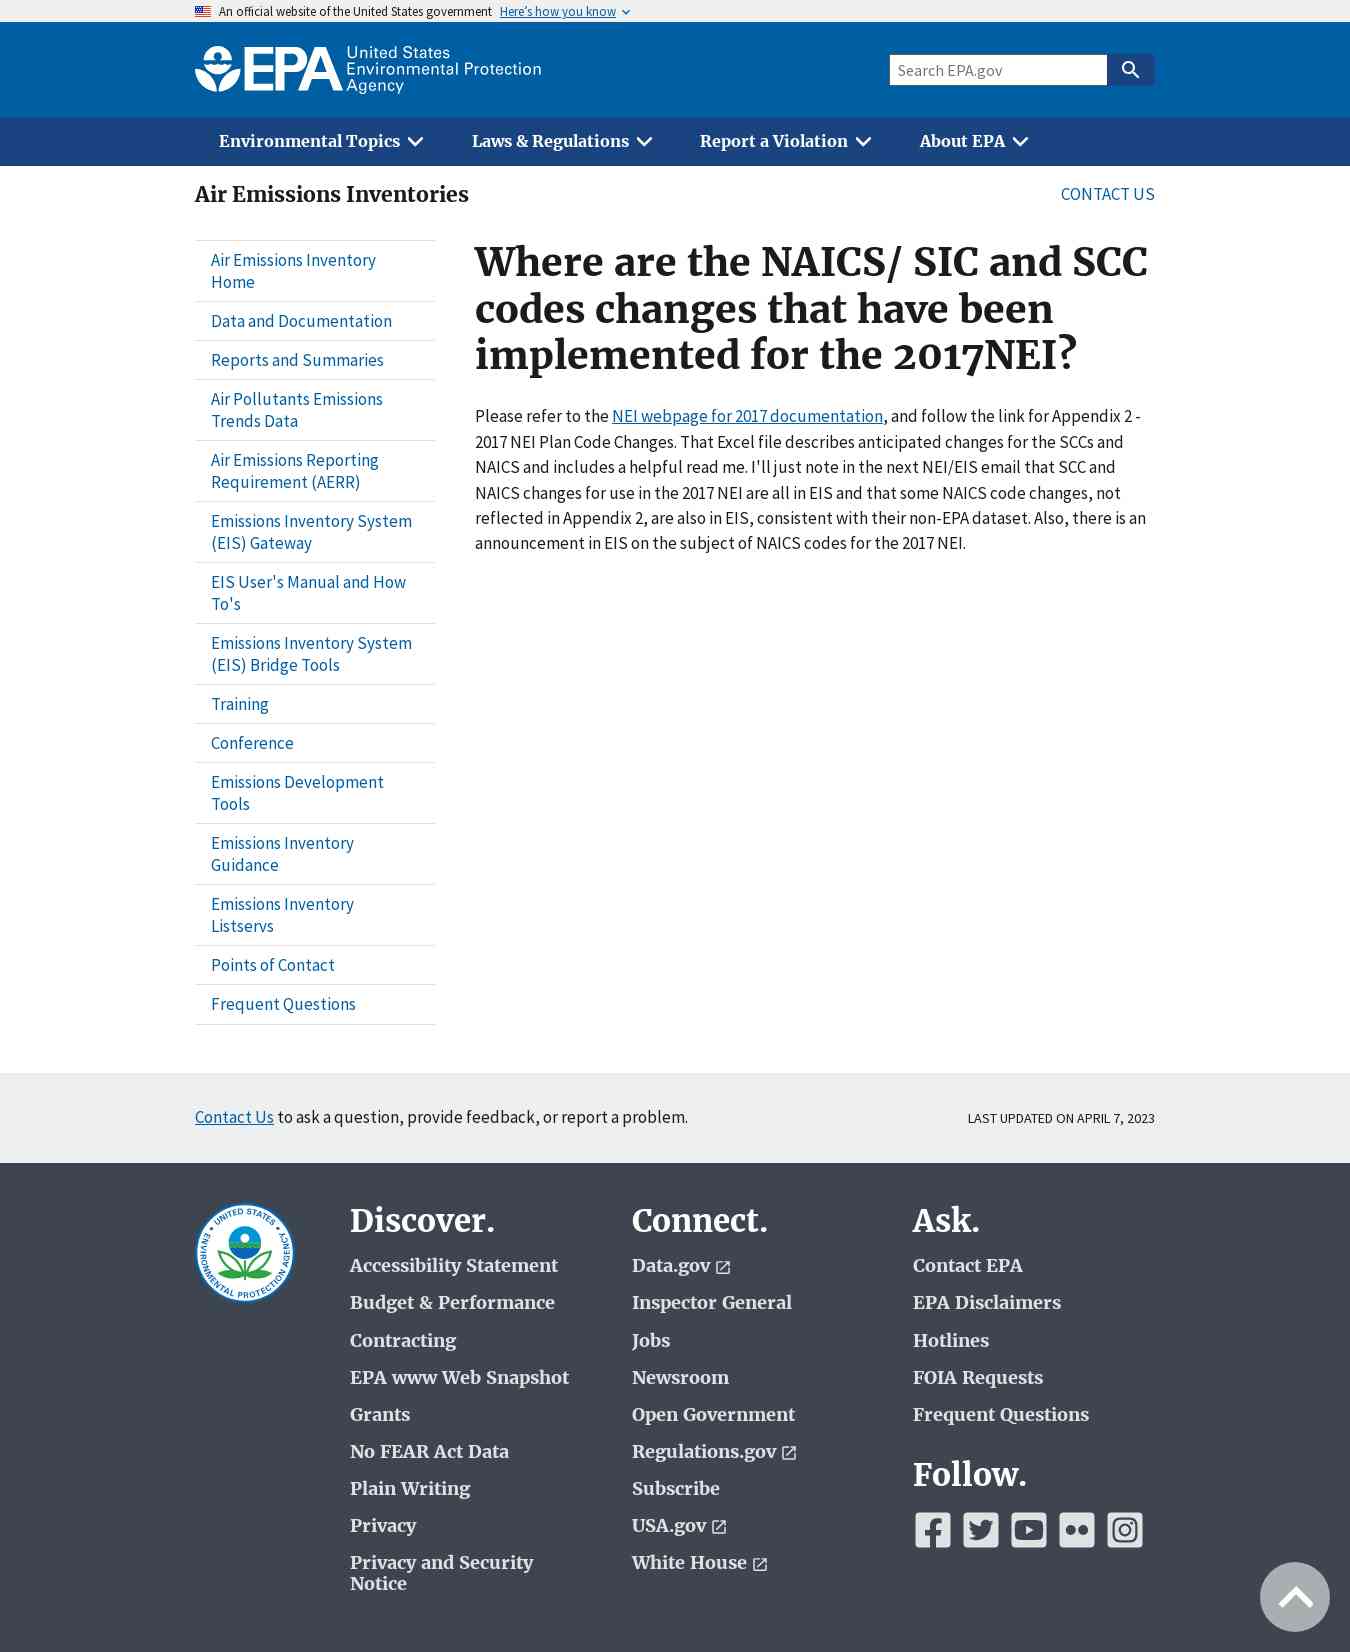 An official website of the United States government Here’s how you know
EPA United States
Environmental Protection
Agency
Search EPA.gov
Environmental Topics
Laws & Regulations
Report a Violation
About EPA
Air Emissions Inventories
CONTACT US
Air Emissions Inventory
Home
Data and Documentation
Reports and Summaries
Air Pollutants Emissions
Trends Data
Air Emissions Reporting
Requirement (AERR)
Emissions Inventory System
(EIS) Gateway
EIS User's Manual and How
To's
Emissions Inventory System
(EIS) Bridge Tools
Training
Conference
Emissions Development
Tools
Emissions Inventory
Guidance
Emissions Inventory
Listservs
Points of Contact
Frequent Questions
Where are the NAICS/ SIC and SCC
codes changes that have been
implemented for the 2017NEI?
Please refer to the NEI webpage for 2017 documentation, and follow the link for Appendix 2 -
2017 NEI Plan Code Changes. That Excel file describes anticipated changes for the SCCs and
NAICS and includes a helpful read me. I'll just note in the next NEI/EIS email that SCC and
NAICS changes for use in the 2017 NEI are all in EIS and that some NAICS code changes, not
reflected in Appendix 2, are also in EIS, consistent with their non-EPA dataset. Also, there is an
announcement in EIS on the subject of NAICS codes for the 2017 NEI.
Contact Us to ask a question, provide feedback, or report a problem.
LAST UPDATED ON APRIL 7, 2023
UNITED STATES
ENVIRONMENTAL PROTECTION AGENCY
Discover.
Accessibility Statement
Budget & Performance
Contracting
EPA www Web Snapshot
Grants
No FEAR Act Data
Plain Writing
Privacy
Privacy and Security
Notice
Connect.
Data.gov
Inspector General
Jobs
Newsroom
Open Government
Regulations.gov
Subscribe
USA.gov
White House
Ask.
Contact EPA
EPA Disclaimers
Hotlines
FOIA Requests
Frequent Questions
Follow.